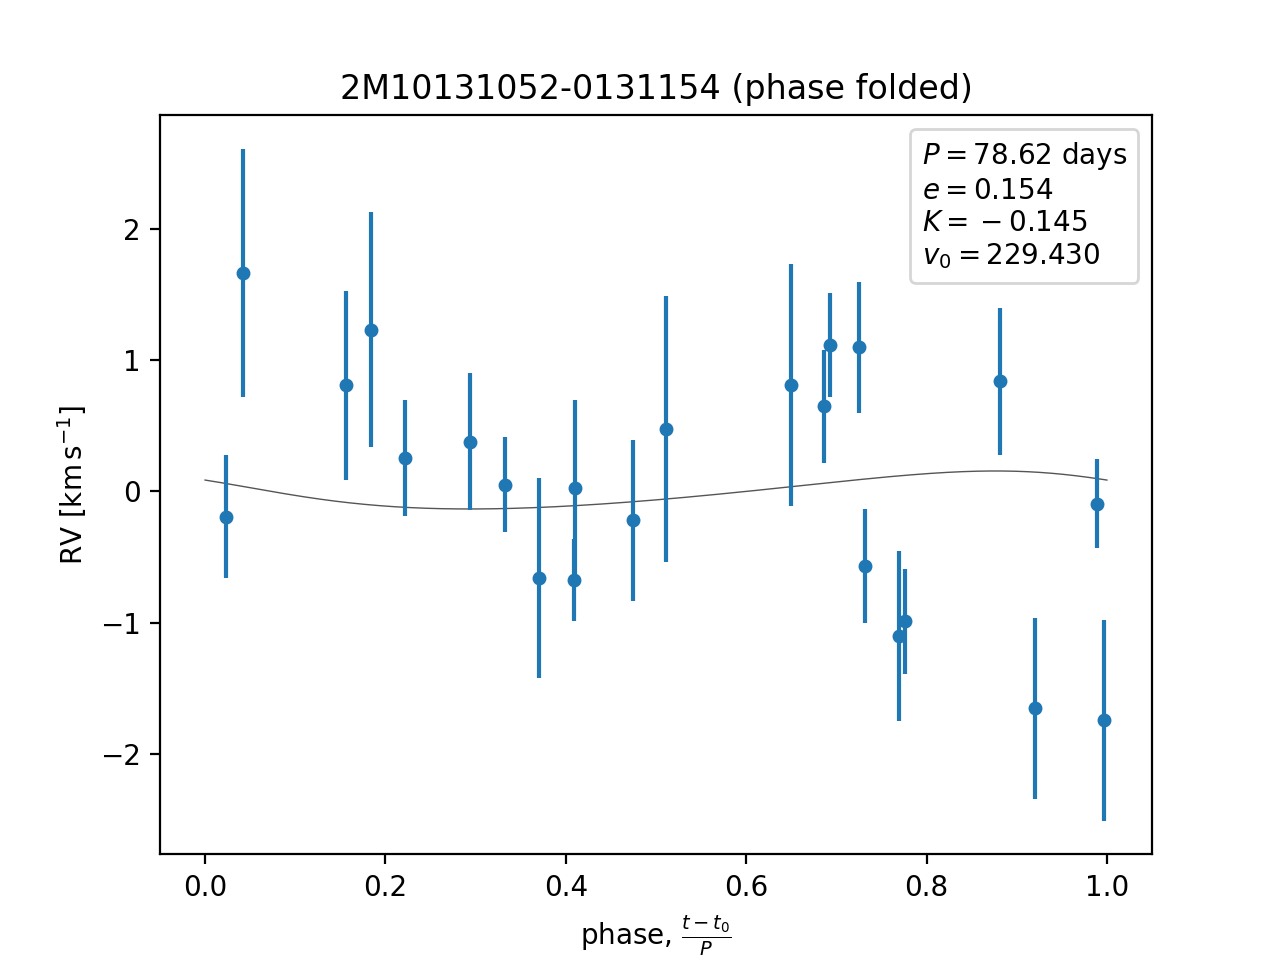 2M10131052-0131154 (phase folded)
P = 78.62 days
e = 0.154
K = −0.145
v₀ = 229.430
2
1
0
−1
−2
RV [km s⁻¹]
0.0 0.2 0.4 0.6 0.8 1.0
phase, (t − t₀)/P